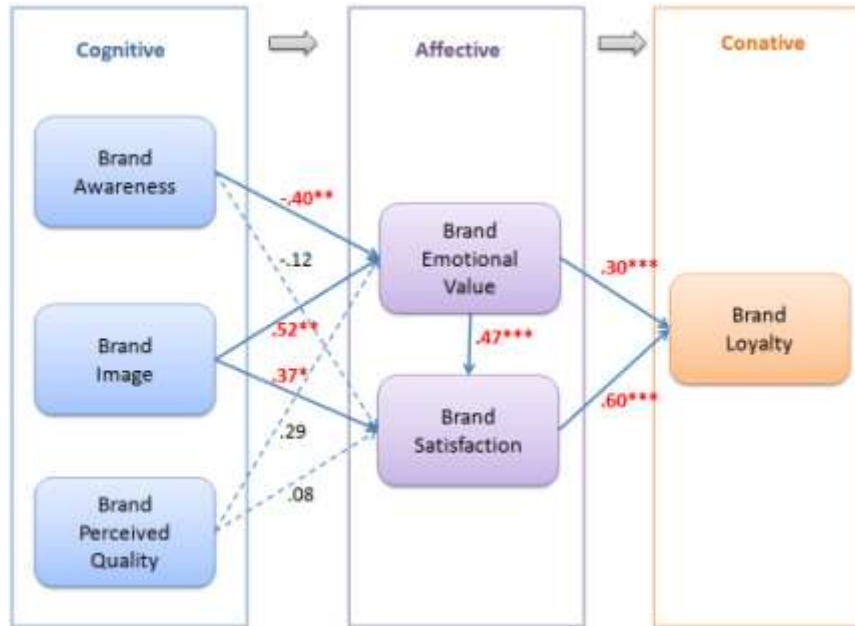 Cognitive
Affective
Conative
Brand
Awareness
-.40**
-.12
Brand
Emotional
Value
.30***
Brand
Loyalty
.52**
.47***
Brand
Image
.37*
.60***
Brand
Satisfaction
.29
.08
Brand
Perceived
Quality